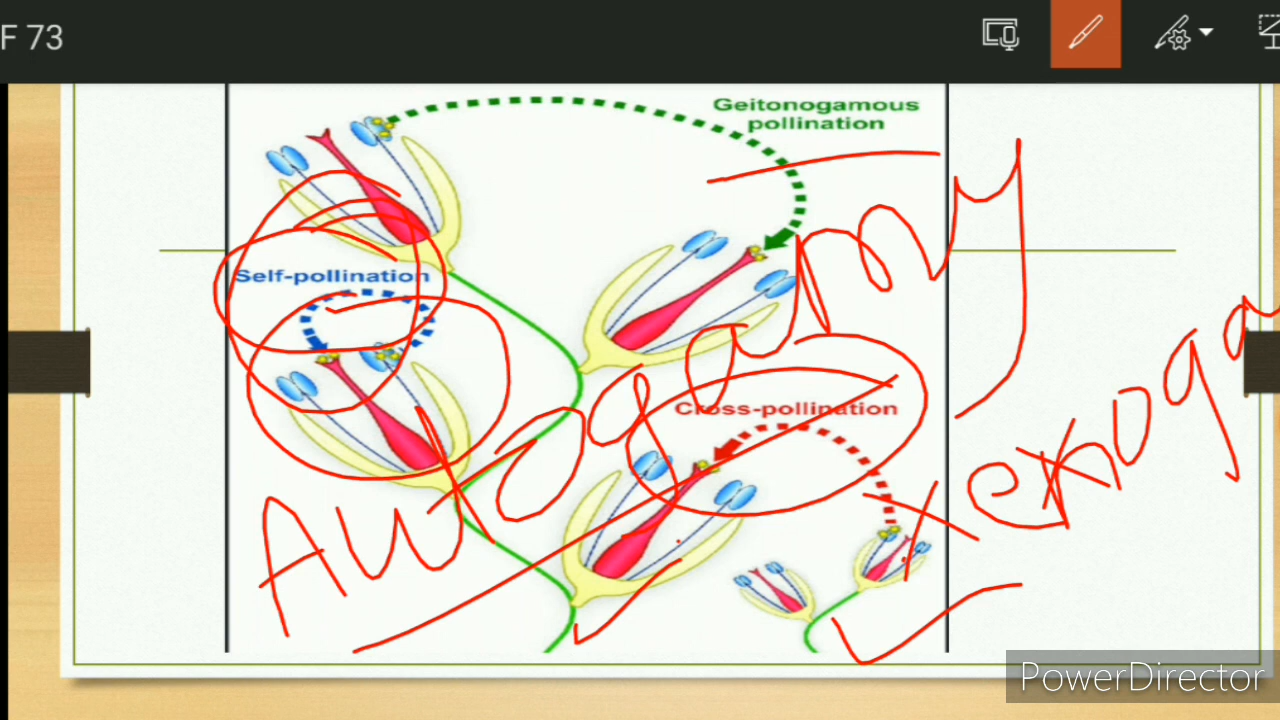 F 73
Geitonogamous
pollination
Self-pollination
Autogamy
Cross-pollination
xenoga
PowerDirector